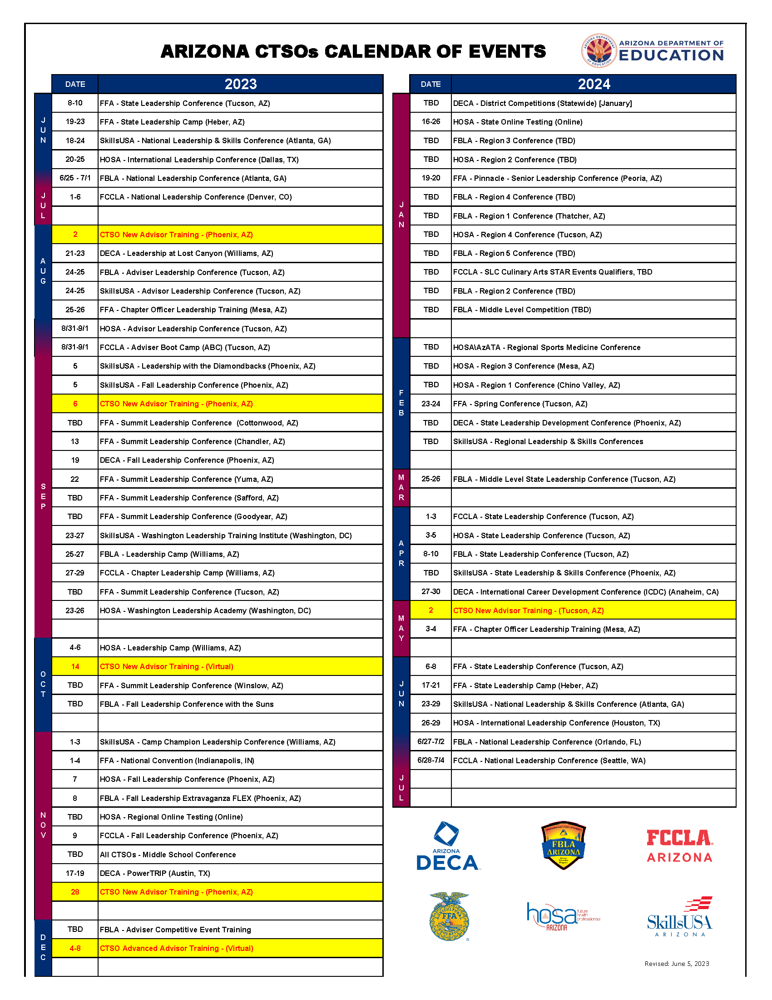 ARIZONA CTSOs CALENDAR OF EVENTS
ARIZONA DEPARTMENT OF EDUCATION
ARIZONA DEPARTMENT OF
EDUCATION
DATE 2023
JUN
8-10 FFA - State Leadership Conference (Tucson, AZ)
19-23 FFA - State Leadership Camp (Heber, AZ)
18-24 SkillsUSA - National Leadership & Skills Conference (Atlanta, GA)
20-25 HOSA - International Leadership Conference (Dallas, TX)
6/25 - 7/1 FBLA - National Leadership Conference (Atlanta, GA)
JUL
1-6 FCCLA - National Leadership Conference (Denver, CO)
AUG
2 CTSO New Advisor Training - (Phoenix, AZ)
21-23 DECA - Leadership at Lost Canyon (Williams, AZ)
24-25 FBLA - Adviser Leadership Conference (Tucson, AZ)
24-25 SkillsUSA - Advisor Leadership Conference (Tucson, AZ)
25-26 FFA - Chapter Officer Leadership Training (Mesa, AZ)
8/31-9/1 HOSA - Advisor Leadership Conference (Tucson, AZ)
8/31-9/1 FCCLA - Adviser Boot Camp (ABC) (Tucson, AZ)
SEP
5 SkillsUSA - Leadership with the Diamondbacks (Phoenix, AZ)
5 SkillsUSA - Fall Leadership Conference (Phoenix, AZ)
6 CTSO New Advisor Training - (Phoenix, AZ)
TBD FFA - Summit Leadership Conference (Cottonwood, AZ)
13 FFA - Summit Leadership Conference (Chandler, AZ)
19 DECA - Fall Leadership Conference (Phoenix, AZ)
22 FFA - Summit Leadership Conference (Yuma, AZ)
TBD FFA - Summit Leadership Conference (Safford, AZ)
TBD FFA - Summit Leadership Conference (Goodyear, AZ)
23-27 SkillsUSA - Washington Leadership Training Institute (Washington, DC)
25-27 FBLA - Leadership Camp (Williams, AZ)
27-29 FCCLA - Chapter Leadership Camp (Williams, AZ)
TBD FFA - Summit Leadership Conference (Tucson, AZ)
23-26 HOSA - Washington Leadership Academy (Washington, DC)
OCT
4-6 HOSA - Leadership Camp (Williams, AZ)
14 CTSO New Advisor Training - (Virtual)
TBD FFA - Summit Leadership Conference (Winslow, AZ)
TBD FBLA - Fall Leadership Conference with the Suns
NOV
1-3 SkillsUSA - Camp Champion Leadership Conference (Williams, AZ)
1-4 FFA - National Convention (Indianapolis, IN)
7 HOSA - Fall Leadership Conference (Phoenix, AZ)
8 FBLA - Fall Leadership Extravaganza FLEX (Phoenix, AZ)
TBD HOSA - Regional Online Testing (Online)
9 FCCLA - Fall Leadership Conference (Phoenix, AZ)
TBD All CTSOs - Middle School Conference
17-19 DECA - PowerTRIP (Austin, TX)
28 CTSO New Advisor Training - (Phoenix, AZ)
DEC
TBD FBLA - Adviser Competitive Event Training
4-8 CTSO Advanced Advisor Training - (Virtual)
DATE 2024
JAN
TBD DECA - District Competitions (Statewide) [January]
16-26 HOSA - State Online Testing (Online)
TBD FBLA - Region 3 Conference (TBD)
TBD HOSA - Region 2 Conference (TBD)
19-20 FFA - Pinnacle - Senior Leadership Conference (Peoria, AZ)
TBD FBLA - Region 4 Conference (TBD)
TBD FBLA - Region 1 Conference (Thatcher, AZ)
TBD HOSA - Region 4 Conference (Tucson, AZ)
TBD FBLA - Region 5 Conference (TBD)
TBD FCCLA - SLC Culinary Arts STAR Events Qualifiers, TBD
TBD FBLA - Region 2 Conference (TBD)
TBD FBLA - Middle Level Competition (TBD)
FEB
TBD HOSA\AzATA - Regional Sports Medicine Conference
TBD HOSA - Region 3 Conference (Mesa, AZ)
TBD HOSA - Region 1 Conference (Chino Valley, AZ)
23-24 FFA - Spring Conference (Tucson, AZ)
TBD DECA - State Leadership Development Conference (Phoenix, AZ)
TBD SkillsUSA - Regional Leadership & Skills Conferences
MAR
25-26 FBLA - Middle Level State Leadership Conference (Tucson, AZ)
APR
1-3 FCCLA - State Leadership Conference (Tucson, AZ)
3-5 HOSA - State Leadership Conference (Tucson, AZ)
8-10 FBLA - State Leadership Conference (Tucson, AZ)
TBD SkillsUSA - State Leadership & Skills Conference (Phoenix, AZ)
27-30 DECA - International Career Development Conference (ICDC) (Anaheim, CA)
MAY
2 CTSO New Advisor Training - (Tucson, AZ)
3-4 FFA - Chapter Officer Leadership Training (Mesa, AZ)
JUN
6-8 FFA - State Leadership Conference (Tucson, AZ)
17-21 FFA - State Leadership Camp (Heber, AZ)
23-29 SkillsUSA - National Leadership & Skills Conference (Atlanta, GA)
26-29 HOSA - International Leadership Conference (Houston, TX)
6/27-7/2 FBLA - National Leadership Conference (Orlando, FL)
6/28-7/4 FCCLA - National Leadership Conference (Seattle, WA)
JUL
ARIZONA
DECA
FBLA
ARIZONA
Service
Education
Progress
FCCLA
ARIZONA
AGRICULTURAL
FFA
EDUCATION
hosa
future
health
professionals
ARIZONA
SkillsUSA
ARIZONA
Revised: June 5, 2023